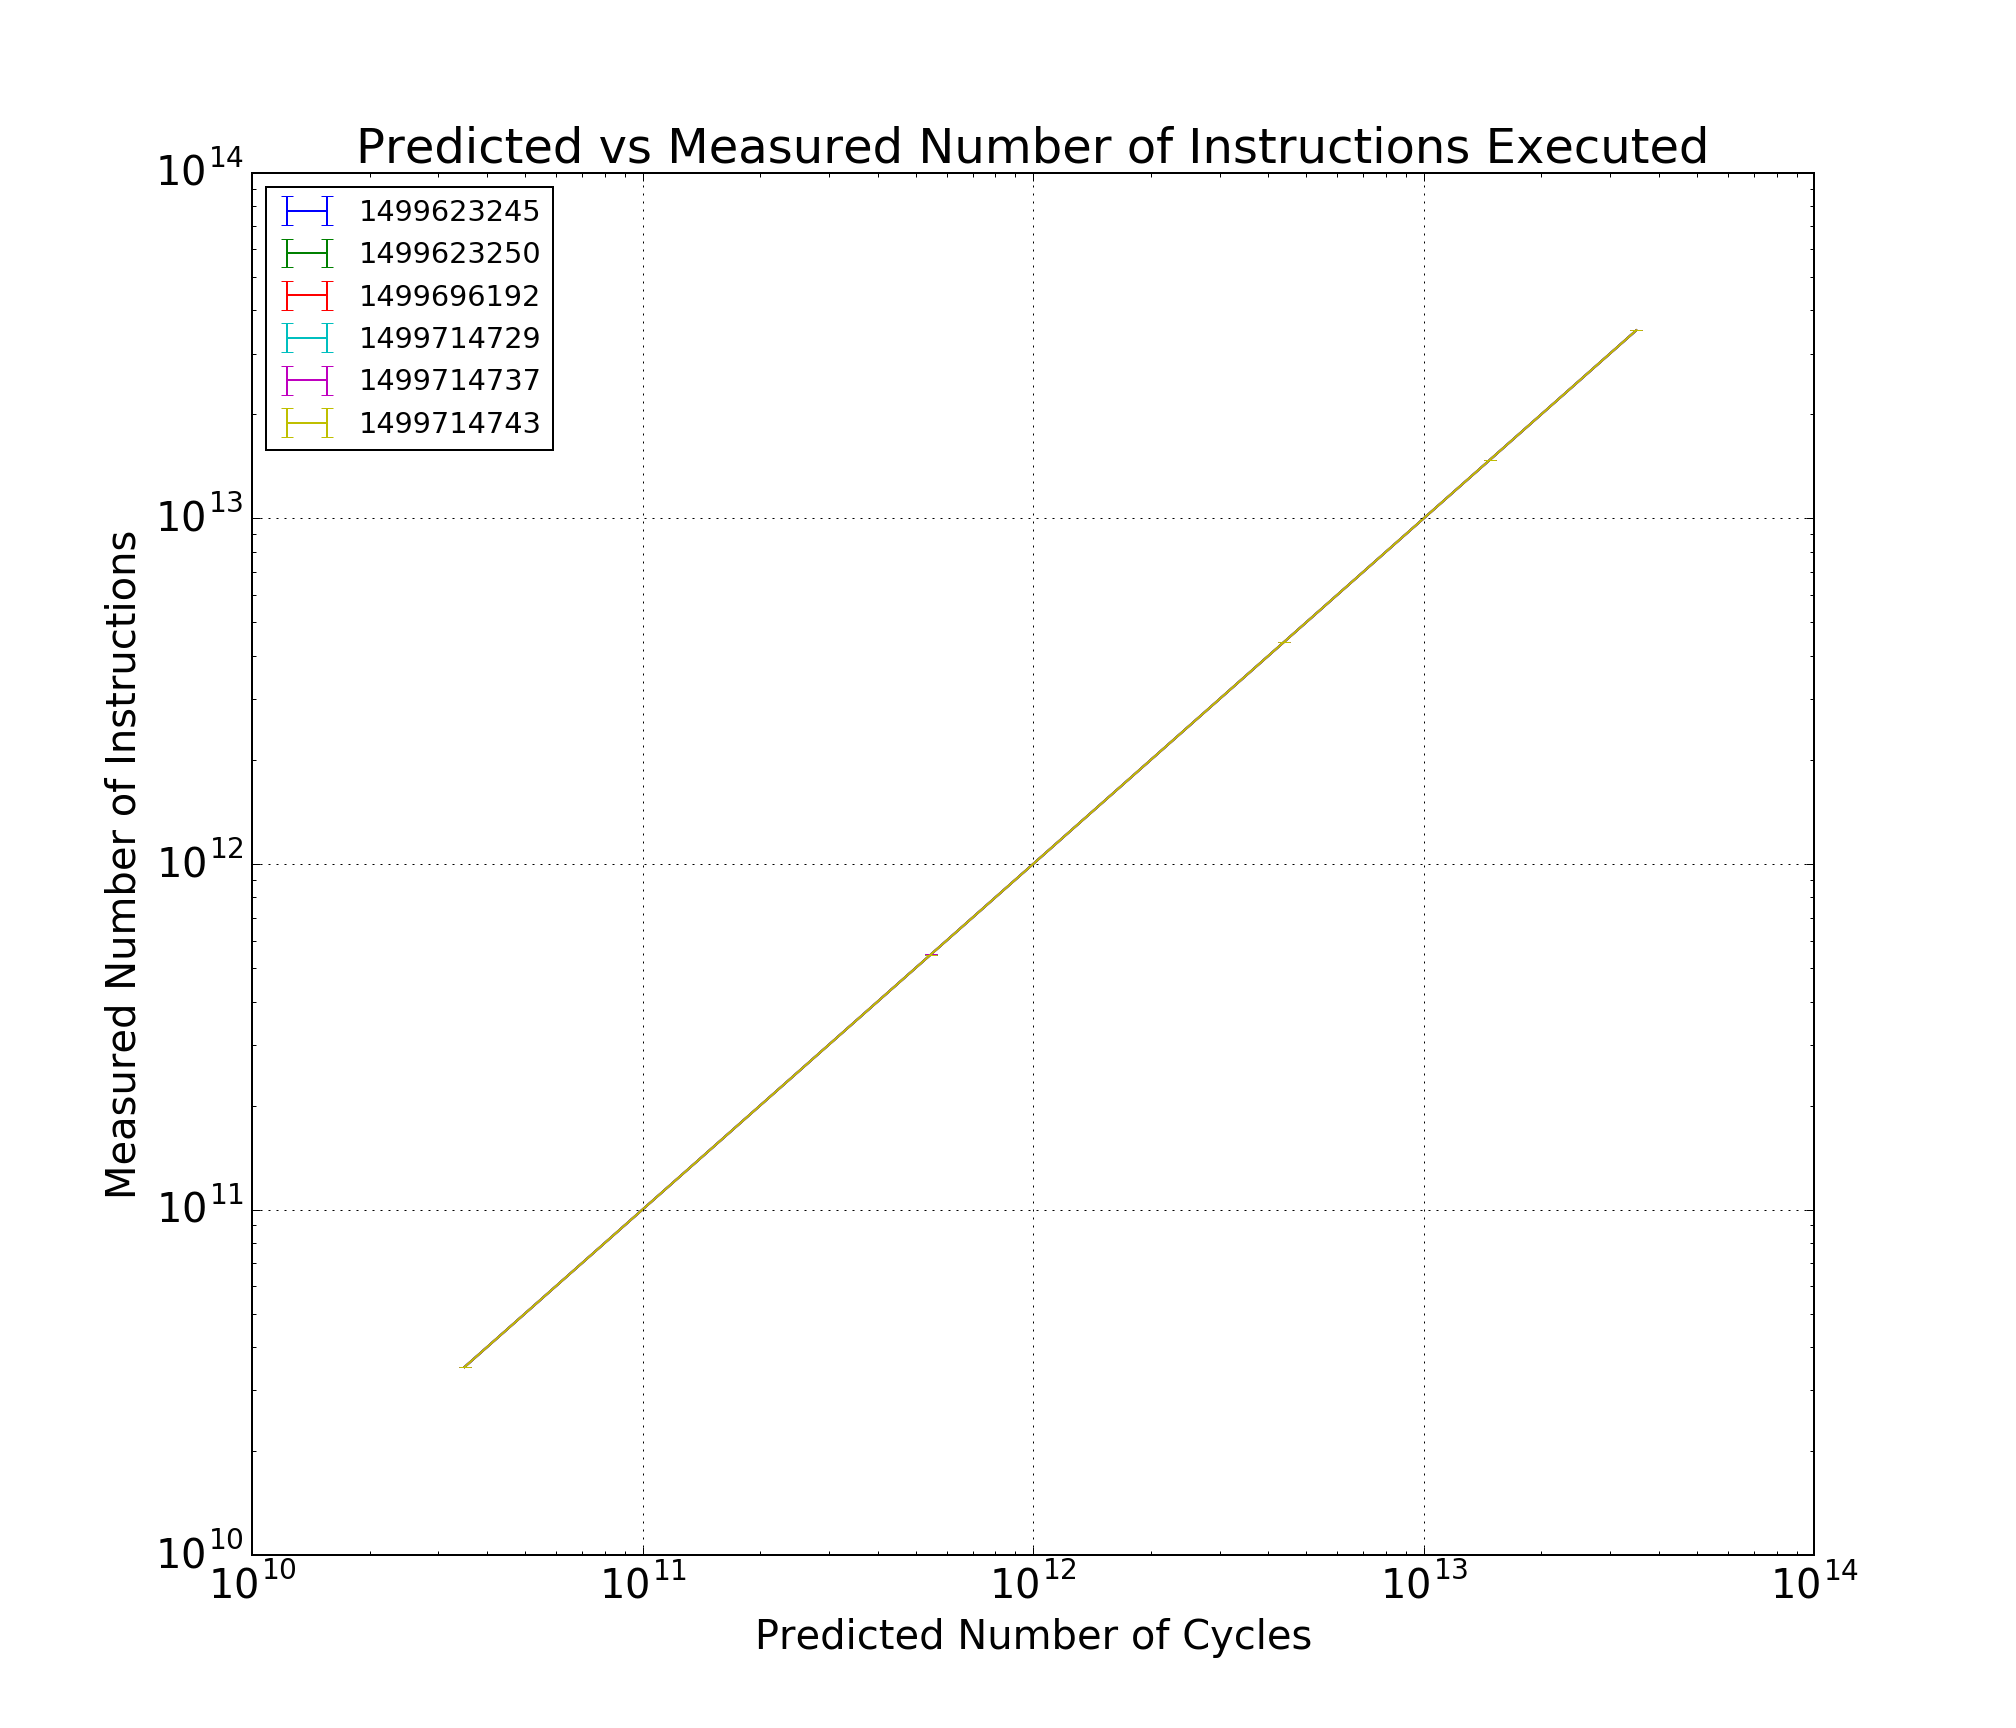 Predicted vs Measured Number of Instructions Executed
10^14
10^13
10^12
10^11
10^10
Measured Number of Instructions
1499623245
1499623250
1499696192
1499714729
1499714737
1499714743
10^10 10^11 10^12 10^13 10^14
Predicted Number of Cycles